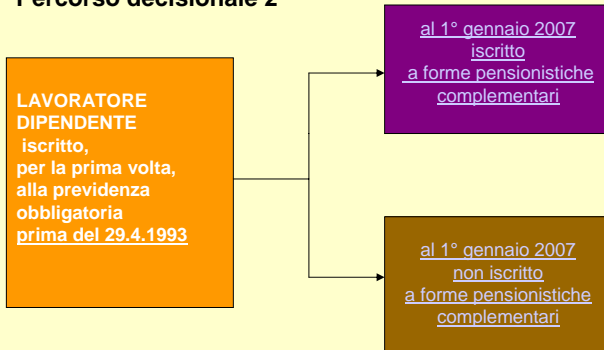 Percorso decisionale 2
LAVORATORE
DIPENDENTE
iscritto,
per la prima volta,
alla previdenza
obbligatoria
prima del 29.4.1993
al 1° gennaio 2007
iscritto
a forme pensionistiche
complementari
al 1° gennaio 2007
non iscritto
a forme pensionistiche
complementari